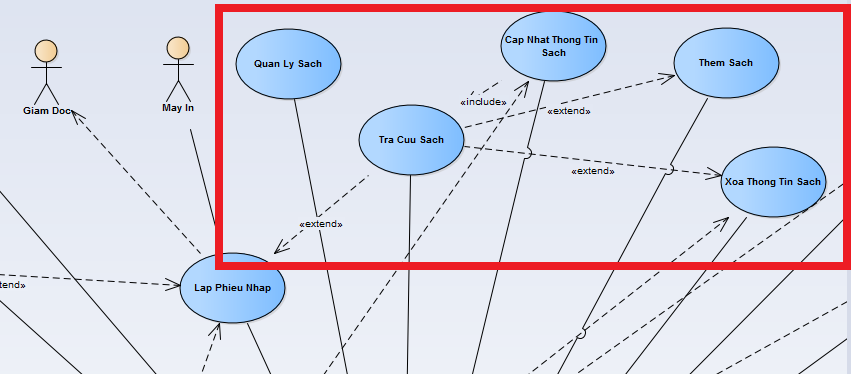 Cap Nhat Thong Tin
Sach
Quan Ly Sach
Them Sach
Giam Doc
May In
«include»
«extend»
Tra Cuu Sach
«extend»
Xoa Thong Tin Sach
«extend»
tend»
Lap Phieu Nhap